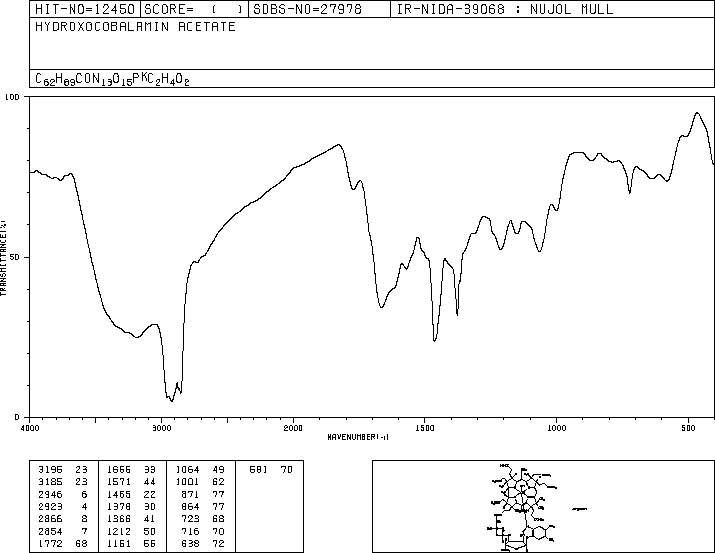 HIT-NO=12450 SCORE= ( ) SDBS-NO=27978 IR-NIDA-39068 : NUJOL MULL
HYDROXOCOBALAMIN ACETATE
C62H89CON13O15PKC2H4O2
100
50
0
TRANSMITTANCE(%)
4000 3000 2000 1500 1000 500
WAVENUMBER(-1)
3195 23 1666 33 1064 49 681 70
3185 23 1571 44 1001 62
2946 6 1465 22 871 77
2923 4 1378 30 864 77
2866 8 1366 41 723 68
2854 7 1212 50 716 70
1772 68 1161 56 638 72